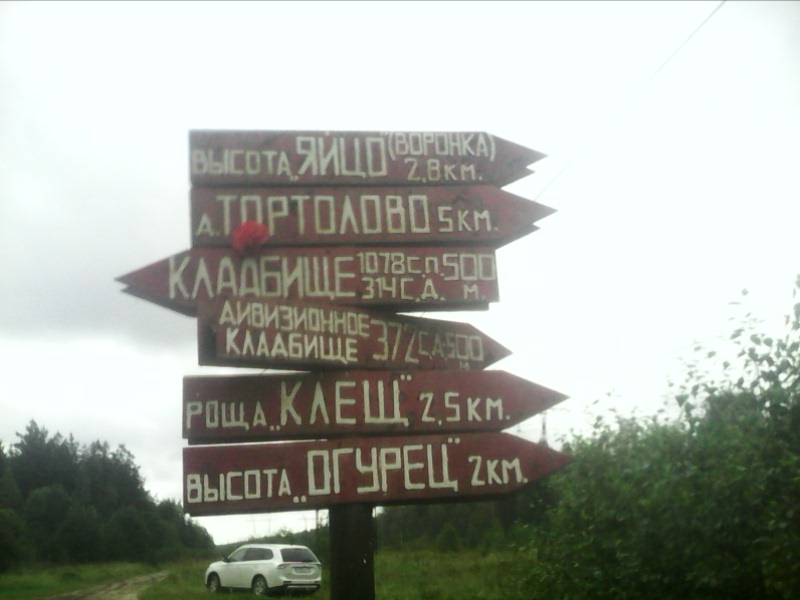 ВЫСОТА „ЯЙЦО" (ВОРОНКА) 2,8 КМ.
Д. ТОРТОЛОВО 5 КМ.
КЛАДБИЩЕ 1078 С.П. 314 С.Д. 500 М.
ДИВИЗИОННОЕ
КЛАДБИЩЕ 372 С.Д. 500 М
РОЩА „КЛЕЩ" 2,5 КМ.
ВЫСОТА „ОГУРЕЦ" 2 КМ.